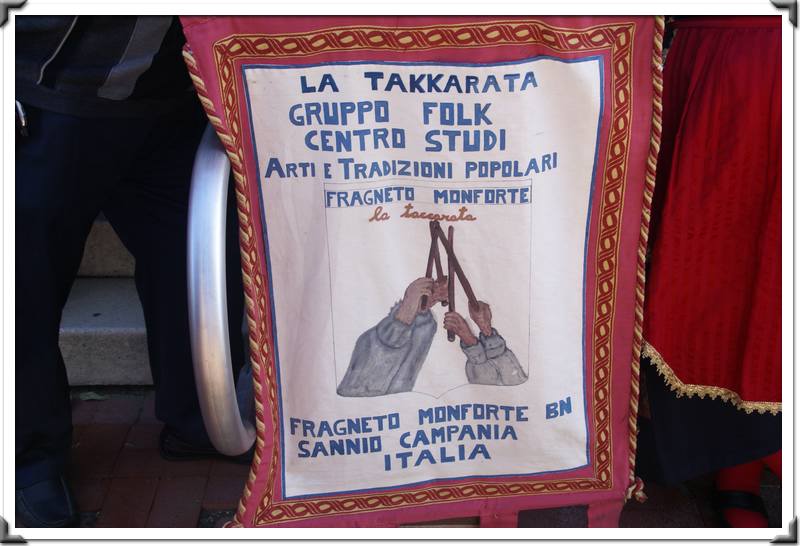 LA TAKKARATA
GRUPPO FOLK
CENTRO STUDI
ARTI E TRADIZIONI POPOLARI
FRAGNETO MONFORTE
la taccarata
FRAGNETO MONFORTE BN
SANNIO CAMPANIA
ITALIA